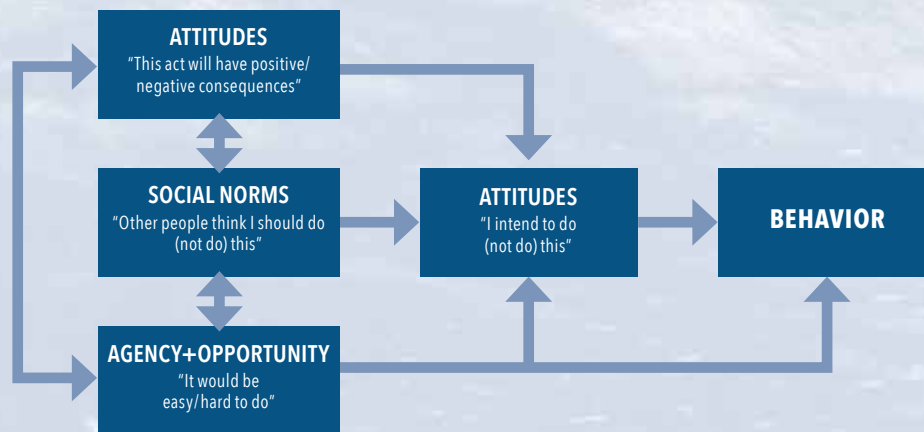 ATTITUDES
“This act will have positive/
negative consequences”
SOCIAL NORMS
“Other people think I should do
(not do) this”
AGENCY+OPPORTUNITY
“It would be
easy/hard to do”
ATTITUDES
“I intend to do
(not do) this”
BEHAVIOR